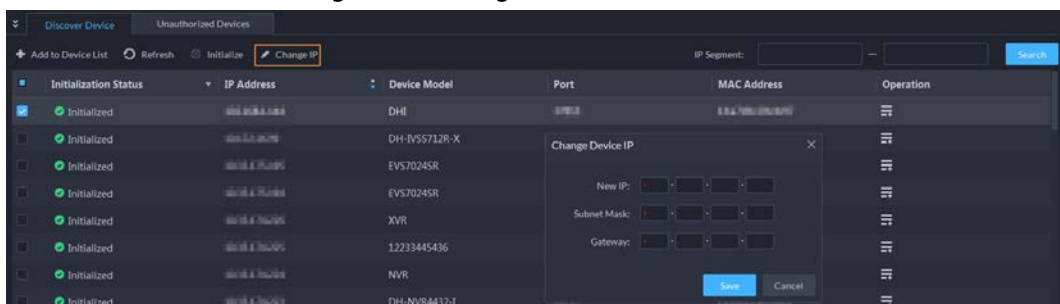 Discover Device Unauthorized Devices
Add to Device List Refresh Initialize Change IP IP Segment: – Search
Initialization Status IP Address Device Model Port MAC Address Operation
Initialized DHI
Initialized DH-IVSS712R-X
Initialized EVS7024SR
Initialized EVS7024SR
Initialized XVR
Initialized 12233445436
Initialized NVR
Initialized DH-NVR4432-I
Change Device IP
New IP:
Subnet Mask:
Gateway:
Save Cancel